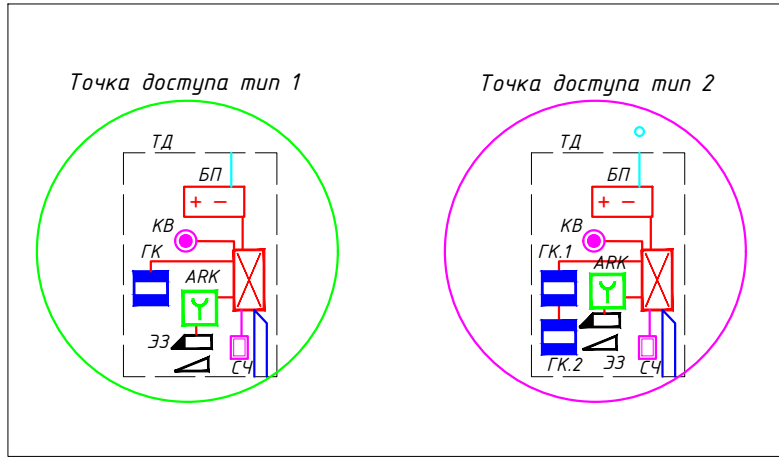 Точка доступа тип 1
ТД
БП
+ −
КВ
ГК
ARK
ЭЗ
СЧ
Точка доступа тип 2
ТД
БП
+ −
КВ
ГК.1
ARK
ГК.2
ЭЗ
СЧ